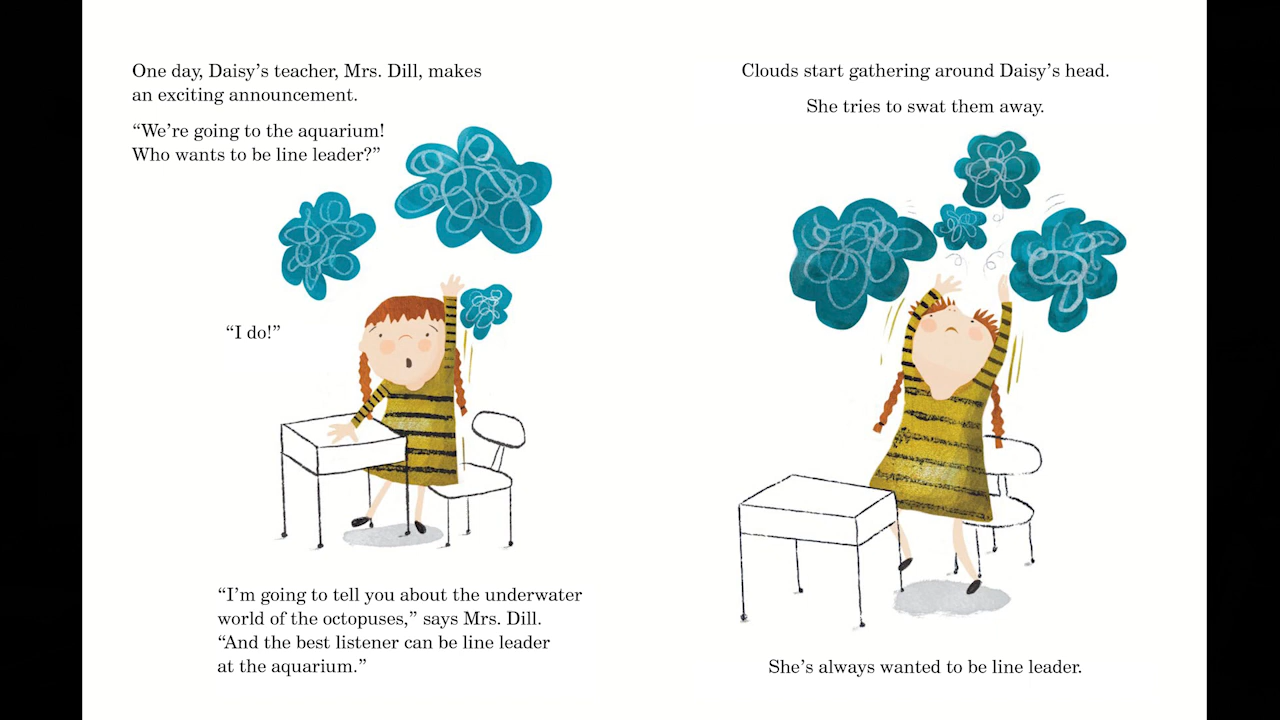 One day, Daisy’s teacher, Mrs. Dill, makes
an exciting announcement.
“We’re going to the aquarium!
Who wants to be line leader?”
“I do!”
“I’m going to tell you about the underwater
world of the octopuses,” says Mrs. Dill.
“And the best listener can be line leader
at the aquarium.”
Clouds start gathering around Daisy’s head.
She tries to swat them away.
She’s always wanted to be line leader.